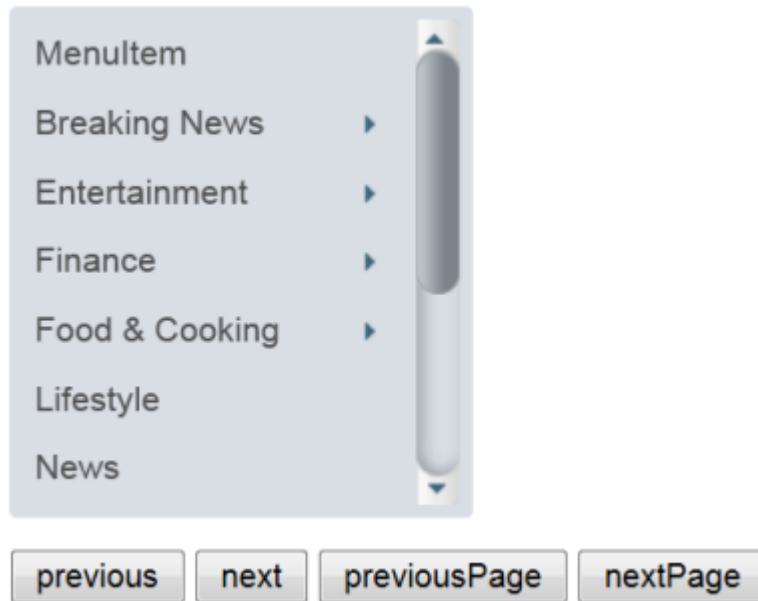 MenuItem
Breaking News
Entertainment
Finance
Food & Cooking
Lifestyle
News
previous next previousPage nextPage